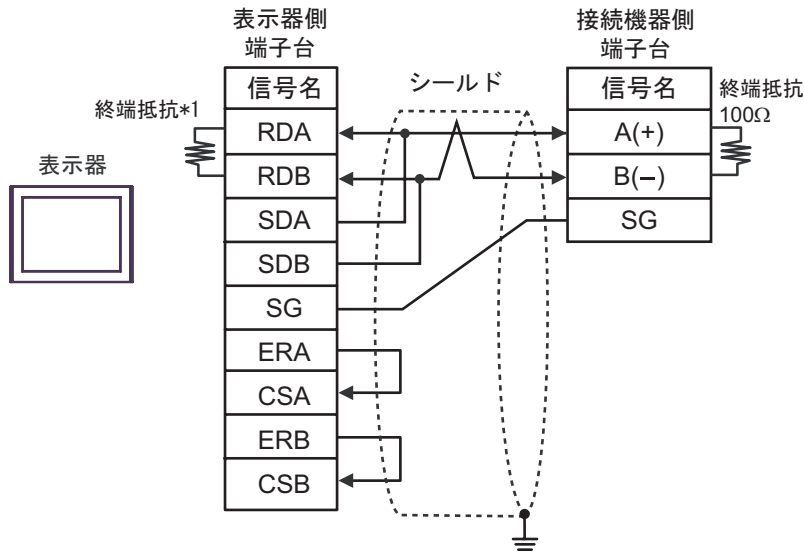 表示器側
端子台
接続機器側
端子台
信号名
シールド
信号名
終端抵抗
100Ω
終端抵抗*1
RDA
A(+)
表示器
RDB
B(−)
SDA
SG
SDB
SG
ERA
CSA
ERB
CSB